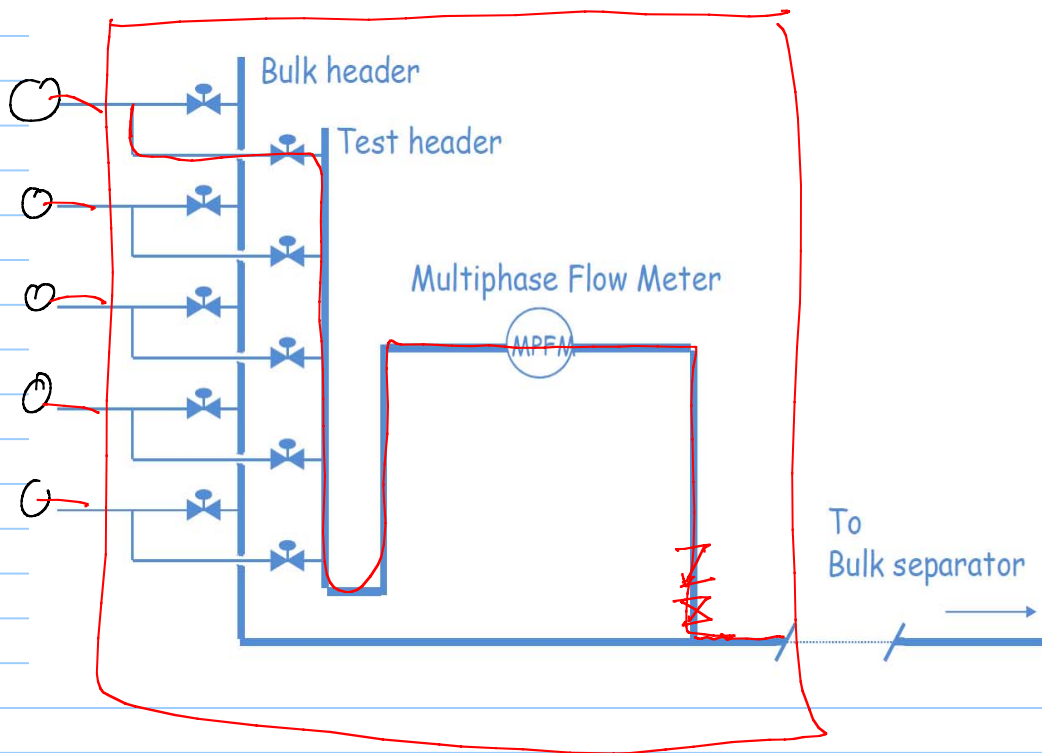 Bulk header
Test header
Multiphase Flow Meter
MPFM
To
Bulk separator